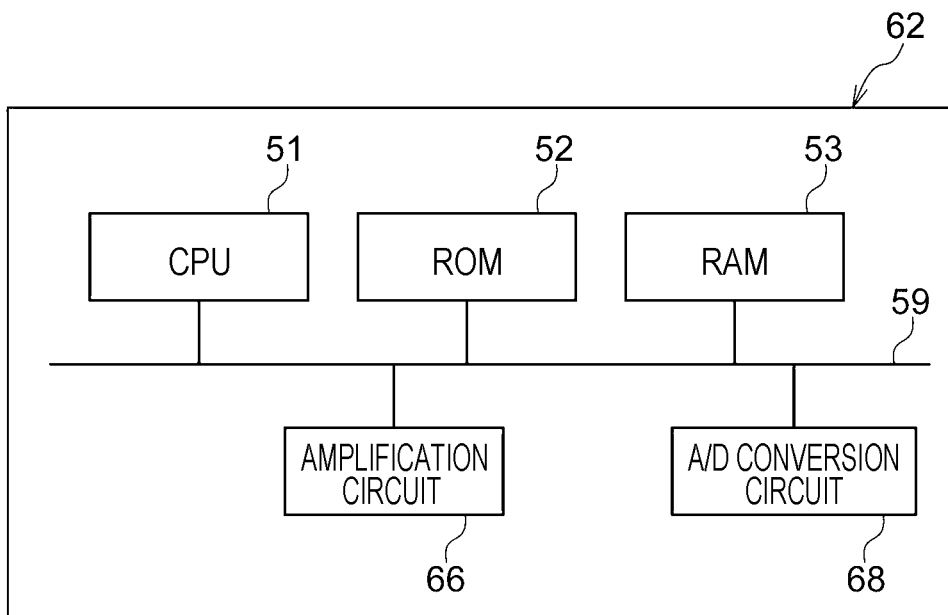 62
51
52
53
CPU
ROM
RAM
59
AMPLIFICATION
CIRCUIT
A/D CONVERSION
CIRCUIT
66
68